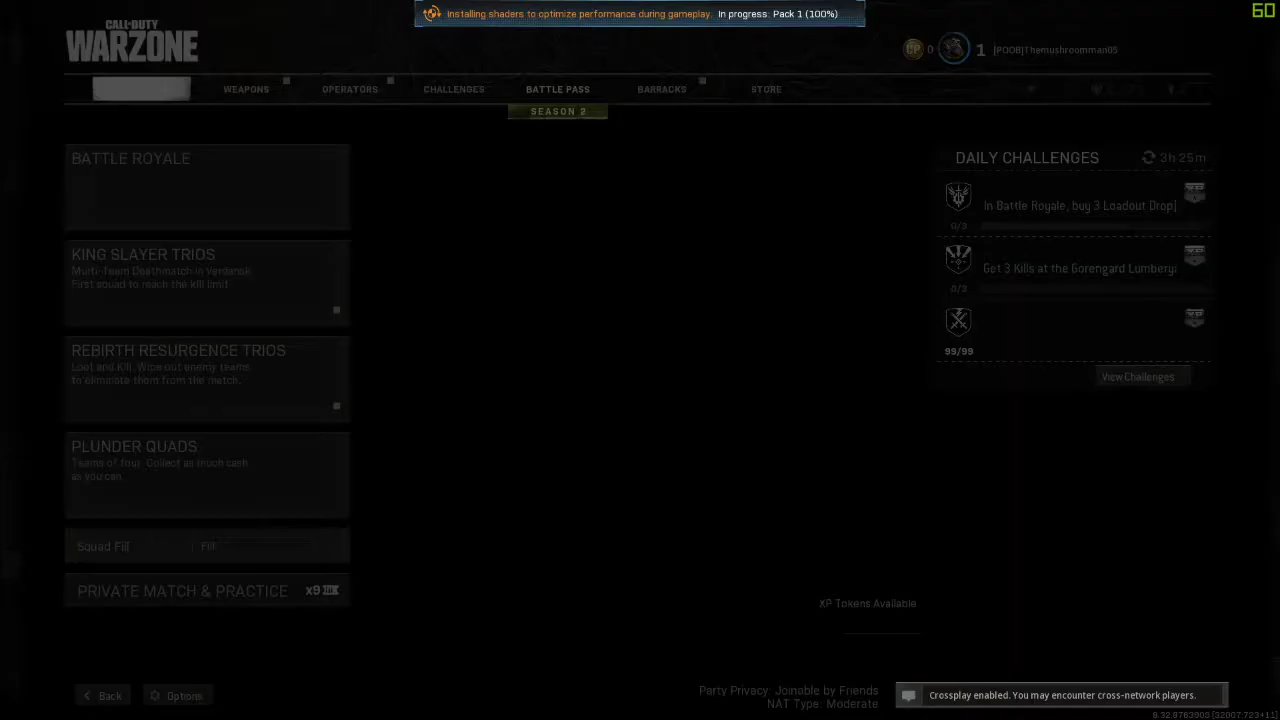 Installing shaders to optimize performance during gameplay. In progress: Pack 1 (100%)
60
CALL OF DUTY
WARZONE
CP 0
1 [POOB]Themushroomman05
WEAPONS
OPERATORS
CHALLENGES
BATTLE PASS
BARRACKS
STORE
SEASON 2
BATTLE ROYALE
KING SLAYER TRIOS
Multi-Team Deathmatch in Verdansk
First squad to reach the kill limit
REBIRTH RESURGENCE TRIOS
Loot and Kill. Wipe out enemy teams
to eliminate them from the match.
PLUNDER QUADS
Teams of four. Collect as much cash
as you can
Squad Fill
Fill
PRIVATE MATCH & PRACTICE x9
DAILY CHALLENGES
3h 25m
In Battle Royale, buy 3 Loadout Drop
0/3
Get 3 Kills at the Gorengard Lumbery
0/3
99/99
View Challenges
XP Tokens Available
Back
Options
Party Privacy: Joinable by Friends
NAT Type: Moderate
Crossplay enabled. You may encounter cross-network players.